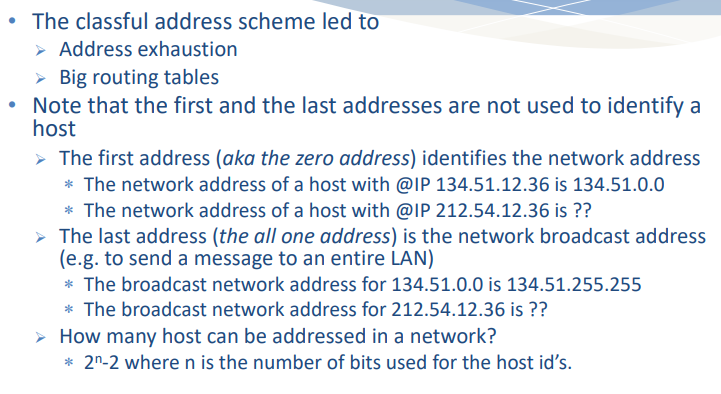 • The classful address scheme led to
➢ Address exhaustion
➢ Big routing tables
• Note that the first and the last addresses are not used to identify a
host
➢ The first address (aka the zero address) identifies the network address
* The network address of a host with @IP 134.51.12.36 is 134.51.0.0
* The network address of a host with @IP 212.54.12.36 is ??
➢ The last address (the all one address) is the network broadcast address
(e.g. to send a message to an entire LAN)
* The broadcast network address for 134.51.0.0 is 134.51.255.255
* The broadcast network address for 212.54.12.36 is ??
➢ How many host can be addressed in a network?
* 2ⁿ-2 where n is the number of bits used for the host id's.